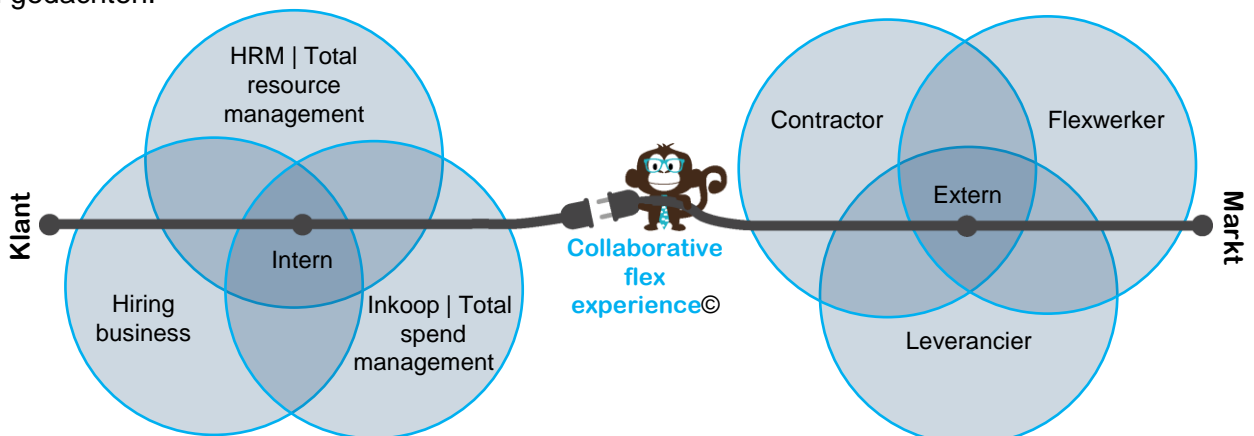 gedachten.
HRM | Total
resource
management
Hiring
business
Inkoop | Total
spend
management
Intern
Klant
Collaborative
flex
experience©
Contractor
Flexwerker
Extern
Leverancier
Markt